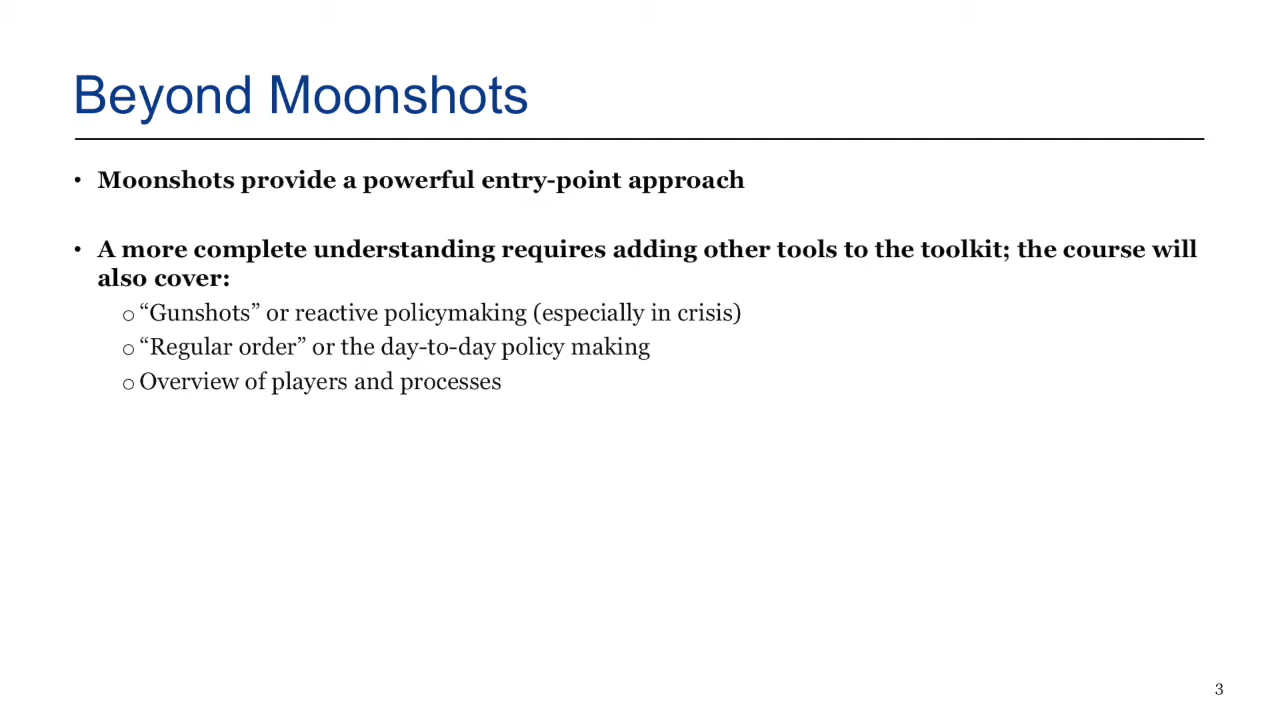 Beyond Moonshots
• Moonshots provide a powerful entry-point approach
• A more complete understanding requires adding other tools to the toolkit; the course will
also cover:
o “Gunshots” or reactive policymaking (especially in crisis)
o “Regular order” or the day-to-day policy making
o Overview of players and processes
3